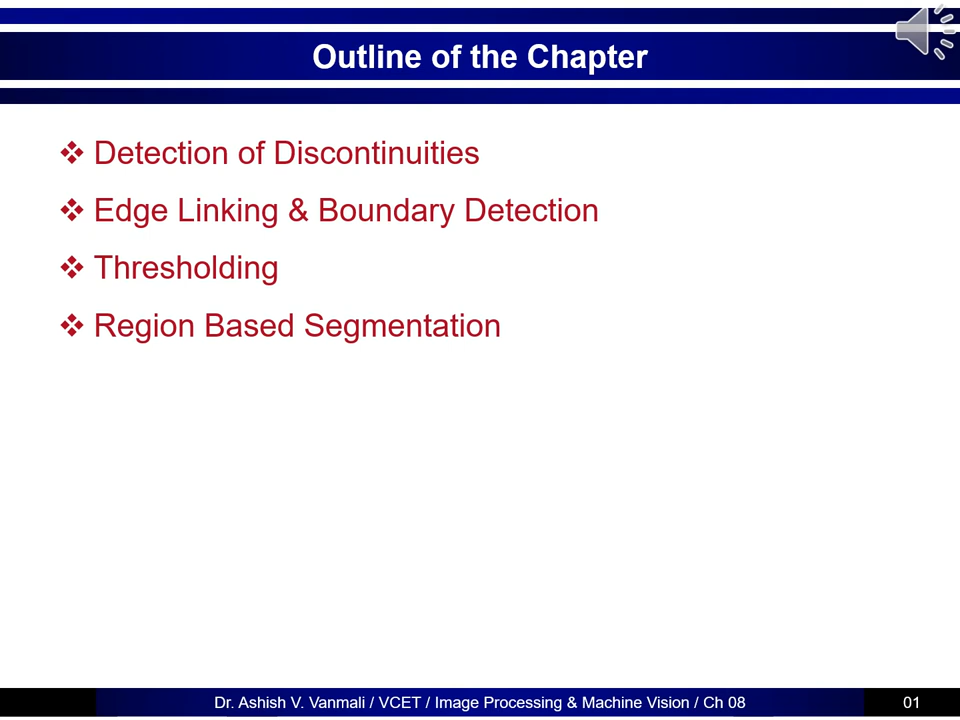 Outline of the Chapter
❖ Detection of Discontinuities
❖ Edge Linking & Boundary Detection
❖ Thresholding
❖ Region Based Segmentation
Dr. Ashish V. Vanmali / VCET / Image Processing & Machine Vision / Ch 08
01